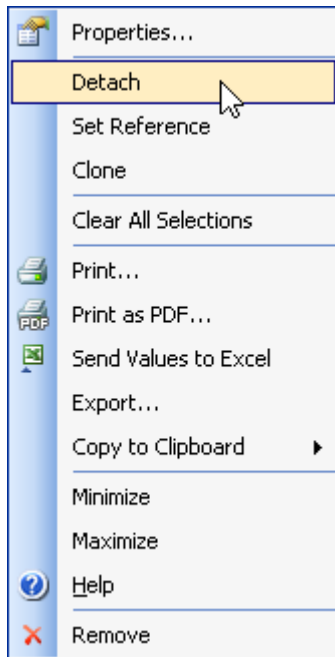 Properties...
Detach
Set Reference
Clone
Clear All Selections
Print...
PDF Print as PDF...
Send Values to Excel
Export...
Copy to Clipboard
Minimize
Maximize
Help
Remove